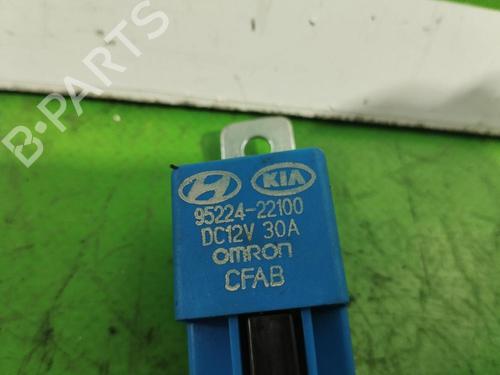 B-PARTS
KIA
95224-22100
DC12V 30A
omron
CFAB